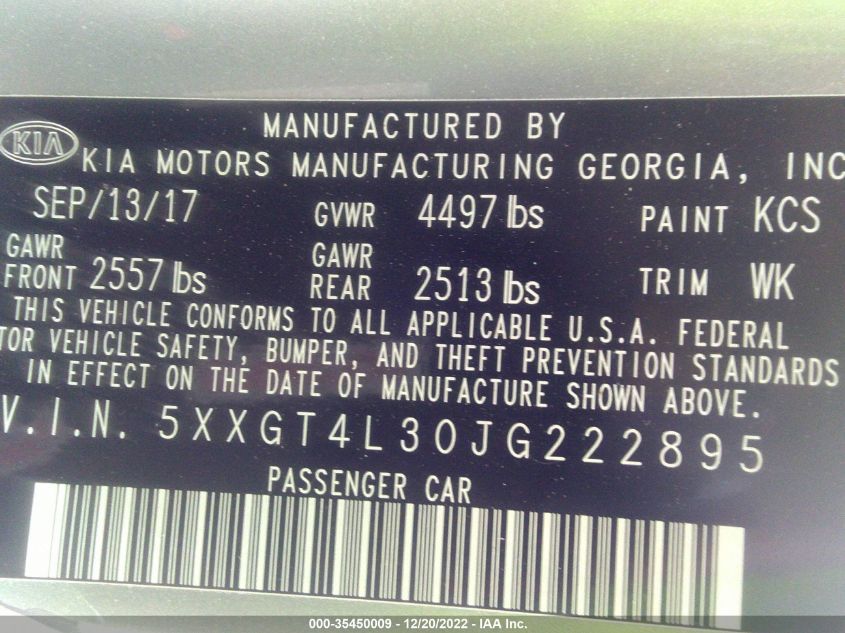 MANUFACTURED BY
KIA KIA MOTORS MANUFACTURING GEORGIA, INC
SEP/13/17 GVWR 4497 lbs PAINT KCS
GAWR FRONT 2557 lbs GAWR REAR 2513 lbs TRIM WK
THIS VEHICLE CONFORMS TO ALL APPLICABLE U.S.A. FEDERAL
TOR VEHICLE SAFETY, BUMPER, AND THEFT PREVENTION STANDARDS
IN EFFECT ON THE DATE OF MANUFACTURE SHOWN ABOVE.
V.I.N. 5XXGT4L30JG222895
PASSENGER CAR
000-35450009 - 12/20/2022 - IAA Inc.